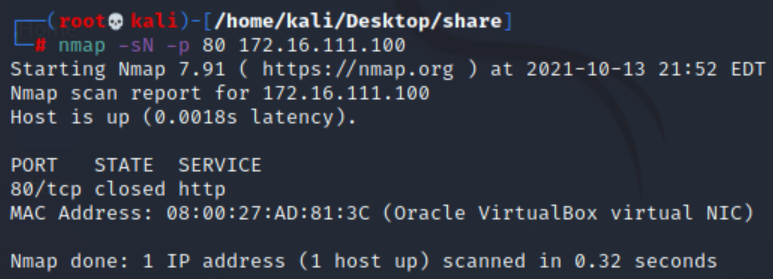 ┌──(root💀kali)-[/home/kali/Desktop/share]
└─# nmap -sN -p 80 172.16.111.100
Starting Nmap 7.91 ( https://nmap.org ) at 2021-10-13 21:52 EDT
Nmap scan report for 172.16.111.100
Host is up (0.0018s latency).

PORT   STATE  SERVICE
80/tcp closed http
MAC Address: 08:00:27:AD:81:3C (Oracle VirtualBox virtual NIC)

Nmap done: 1 IP address (1 host up) scanned in 0.32 seconds